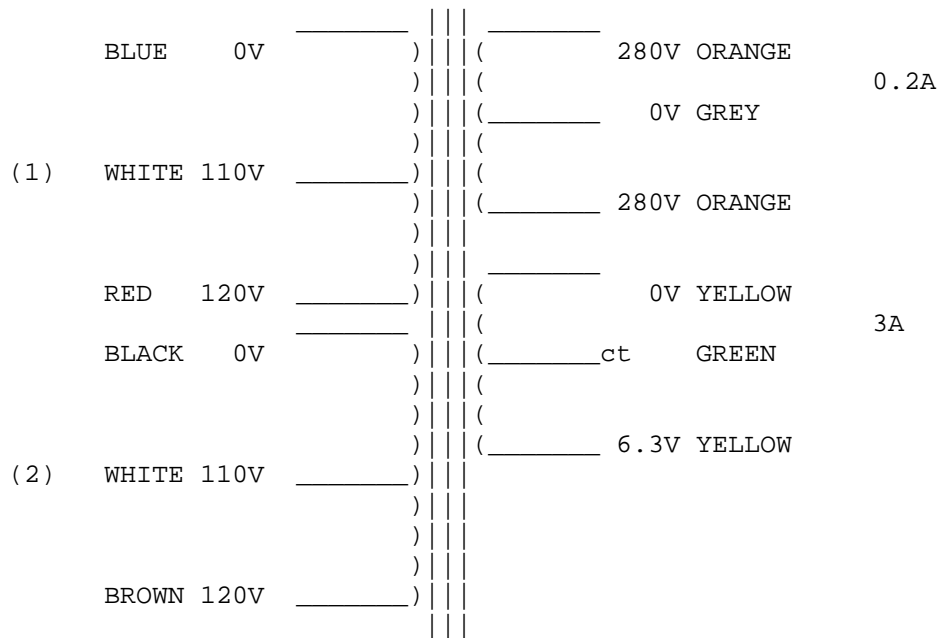 BLUE 0V 280V ORANGE
0.2A
0V GREY
(1) WHITE 110V
280V ORANGE
RED 120V 0V YELLOW
3A
BLACK 0V ct GREEN
6.3V YELLOW
(2) WHITE 110V
BROWN 120V